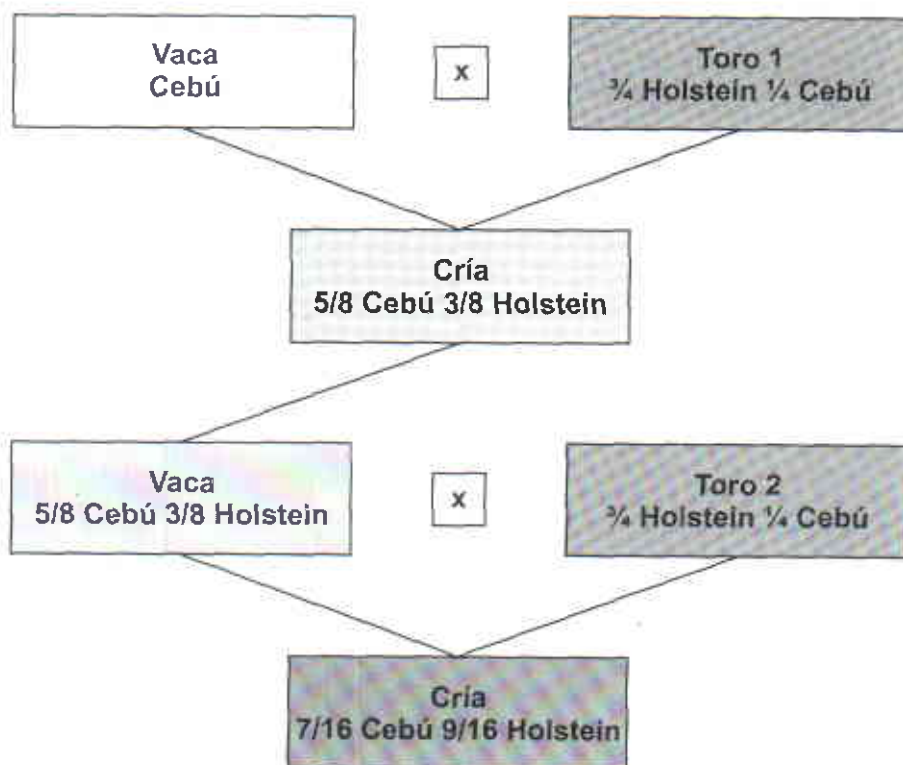 Vaca
Cebú
x
Toro 1
¾ Holstein ¼ Cebú
Cría
5/8 Cebú 3/8 Holstein
Vaca
5/8 Cebú 3/8 Holstein
x
Toro 2
¾ Holstein ¼ Cebú
Cría
7/16 Cebú 9/16 Holstein